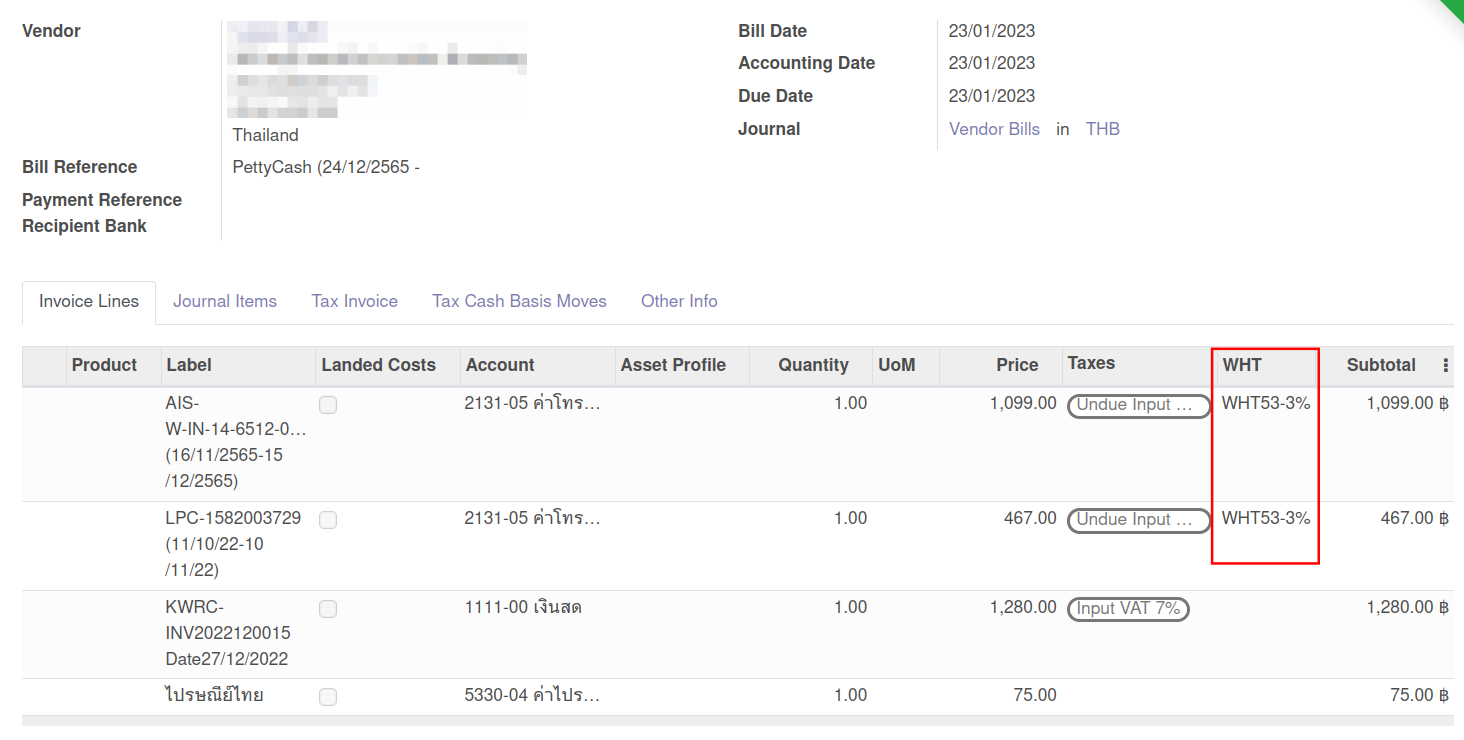 Vendor
Thailand
Bill Reference PettyCash (24/12/2565 -
Payment Reference
Recipient Bank
Bill Date 23/01/2023
Accounting Date 23/01/2023
Due Date 23/01/2023
Journal Vendor Bills in THB
Invoice Lines Journal Items Tax Invoice Tax Cash Basis Moves Other Info
Product Label Landed Costs Account Asset Profile Quantity UoM Price Taxes WHT Subtotal
AIS- 2131-05 ค่าโทร... 1.00 1,099.00 Undue Input ... WHT53-3% 1,099.00 ฿
W-IN-14-6512-0...
(16/11/2565-15
/12/2565)
LPC-1582003729 2131-05 ค่าโทร... 1.00 467.00 Undue Input ... WHT53-3% 467.00 ฿
(11/10/22-10
/11/22)
KWRC- 1111-00 เงินสด 1.00 1,280.00 Input VAT 7% 1,280.00 ฿
INV2022120015
Date27/12/2022
ไปรษณีย์ไทย 5330-04 ค่าไปร... 1.00 75.00 75.00 ฿